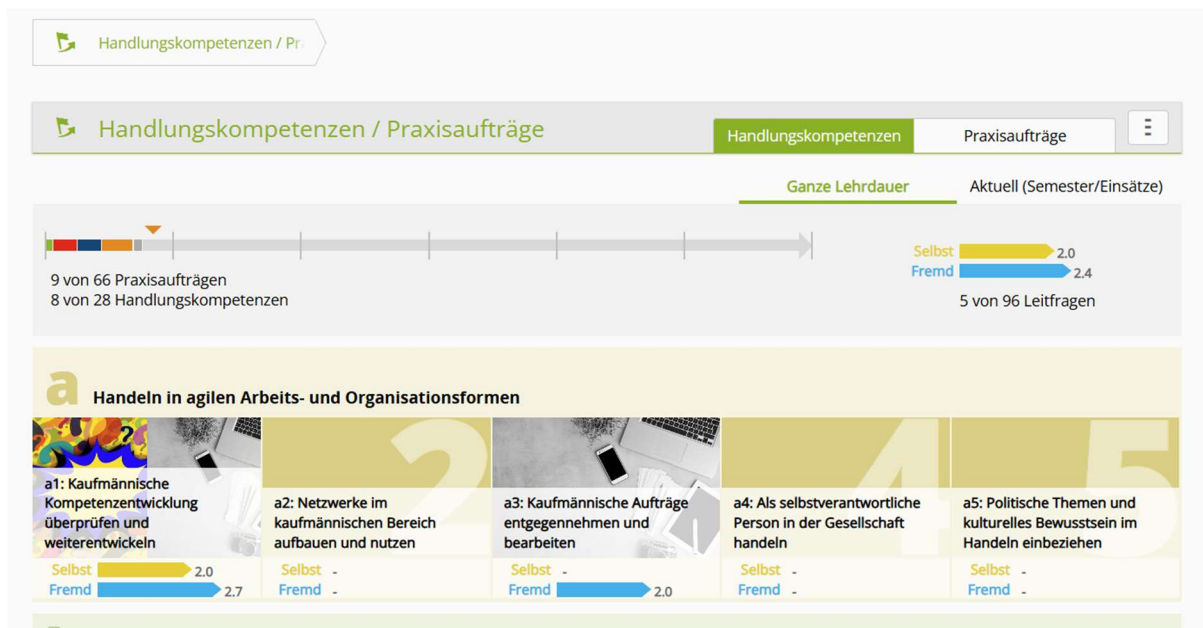 Handlungskompetenzen / Pr
Handlungskompetenzen / Praxisaufträge
Handlungskompetenzen
Praxisaufträge
Ganze Lehrdauer
Aktuell (Semester/Einsätze)
9 von 66 Praxisaufträgen
8 von 28 Handlungskompetenzen
Selbst 2.0
Fremd 2.4
5 von 96 Leitfragen
a Handeln in agilen Arbeits- und Organisationsformen
a1: Kaufmännische
Kompetenzentwicklung
überprüfen und
weiterentwickeln
Selbst 2.0
Fremd 2.7
2
a2: Netzwerke im
kaufmännischen Bereich
aufbauen und nutzen
Selbst -
Fremd -
a3: Kaufmännische Aufträge
entgegennehmen und
bearbeiten
Selbst -
Fremd 2.0
4
a4: Als selbstverantwortliche
Person in der Gesellschaft
handeln
Selbst -
Fremd -
5
a5: Politische Themen und
kulturelles Bewusstsein im
Handeln einbeziehen
Selbst -
Fremd -